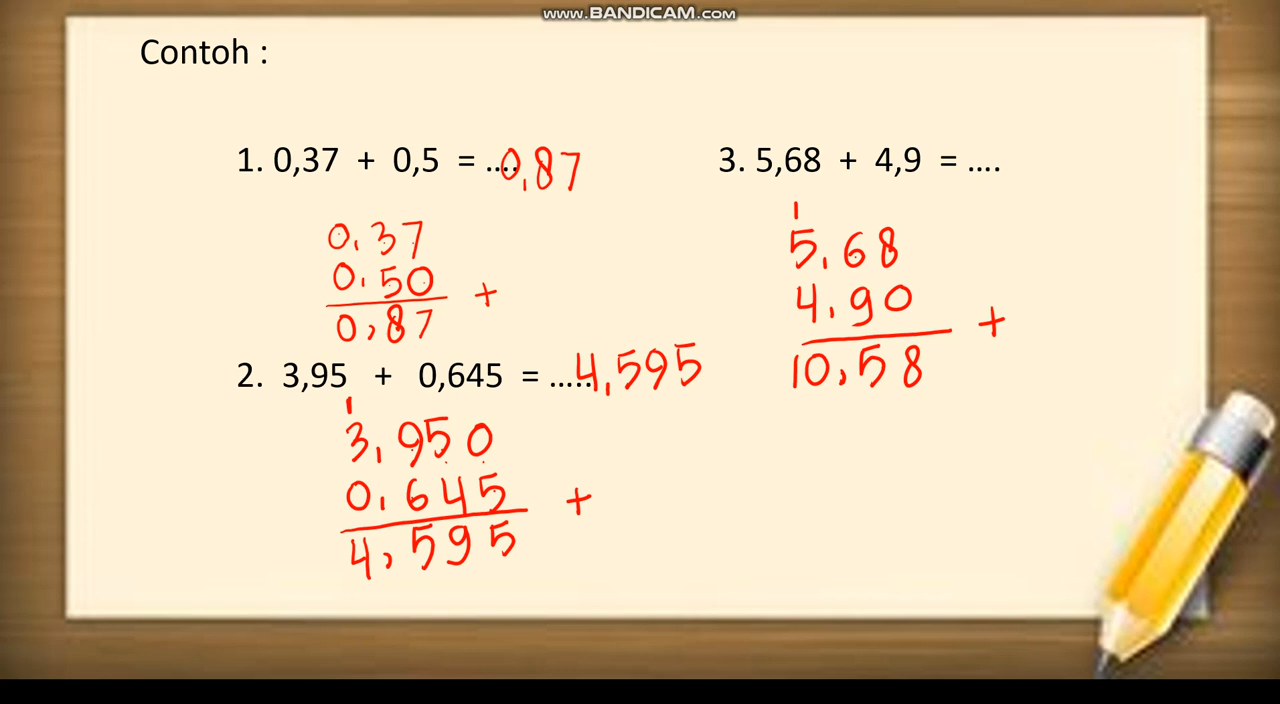 www.BANDICAM.com
Contoh :
1. 0,37 + 0,5 = .... 0,87
0,37
0,50 +
0,87
2. 3,95 + 0,645 = ..... 4,595
1
3,950
0,645 +
4,595
3. 5,68 + 4,9 = ....
1
5,68
4,90 +
10,58